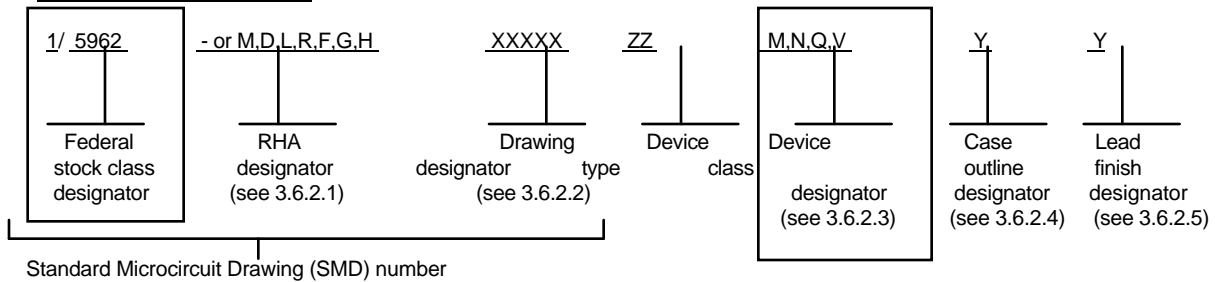 1/ 5962 - or M,D,L,R,F,G,H XXXXX ZZ M,N,Q,V Y Y
Federal RHA Drawing Device Device Case Lead
stock class designator designator type class outline finish
designator (see 3.6.2.1) (see 3.6.2.2) designator designator designator
(see 3.6.2.3) (see 3.6.2.4) (see 3.6.2.5)
Standard Microcircuit Drawing (SMD) number